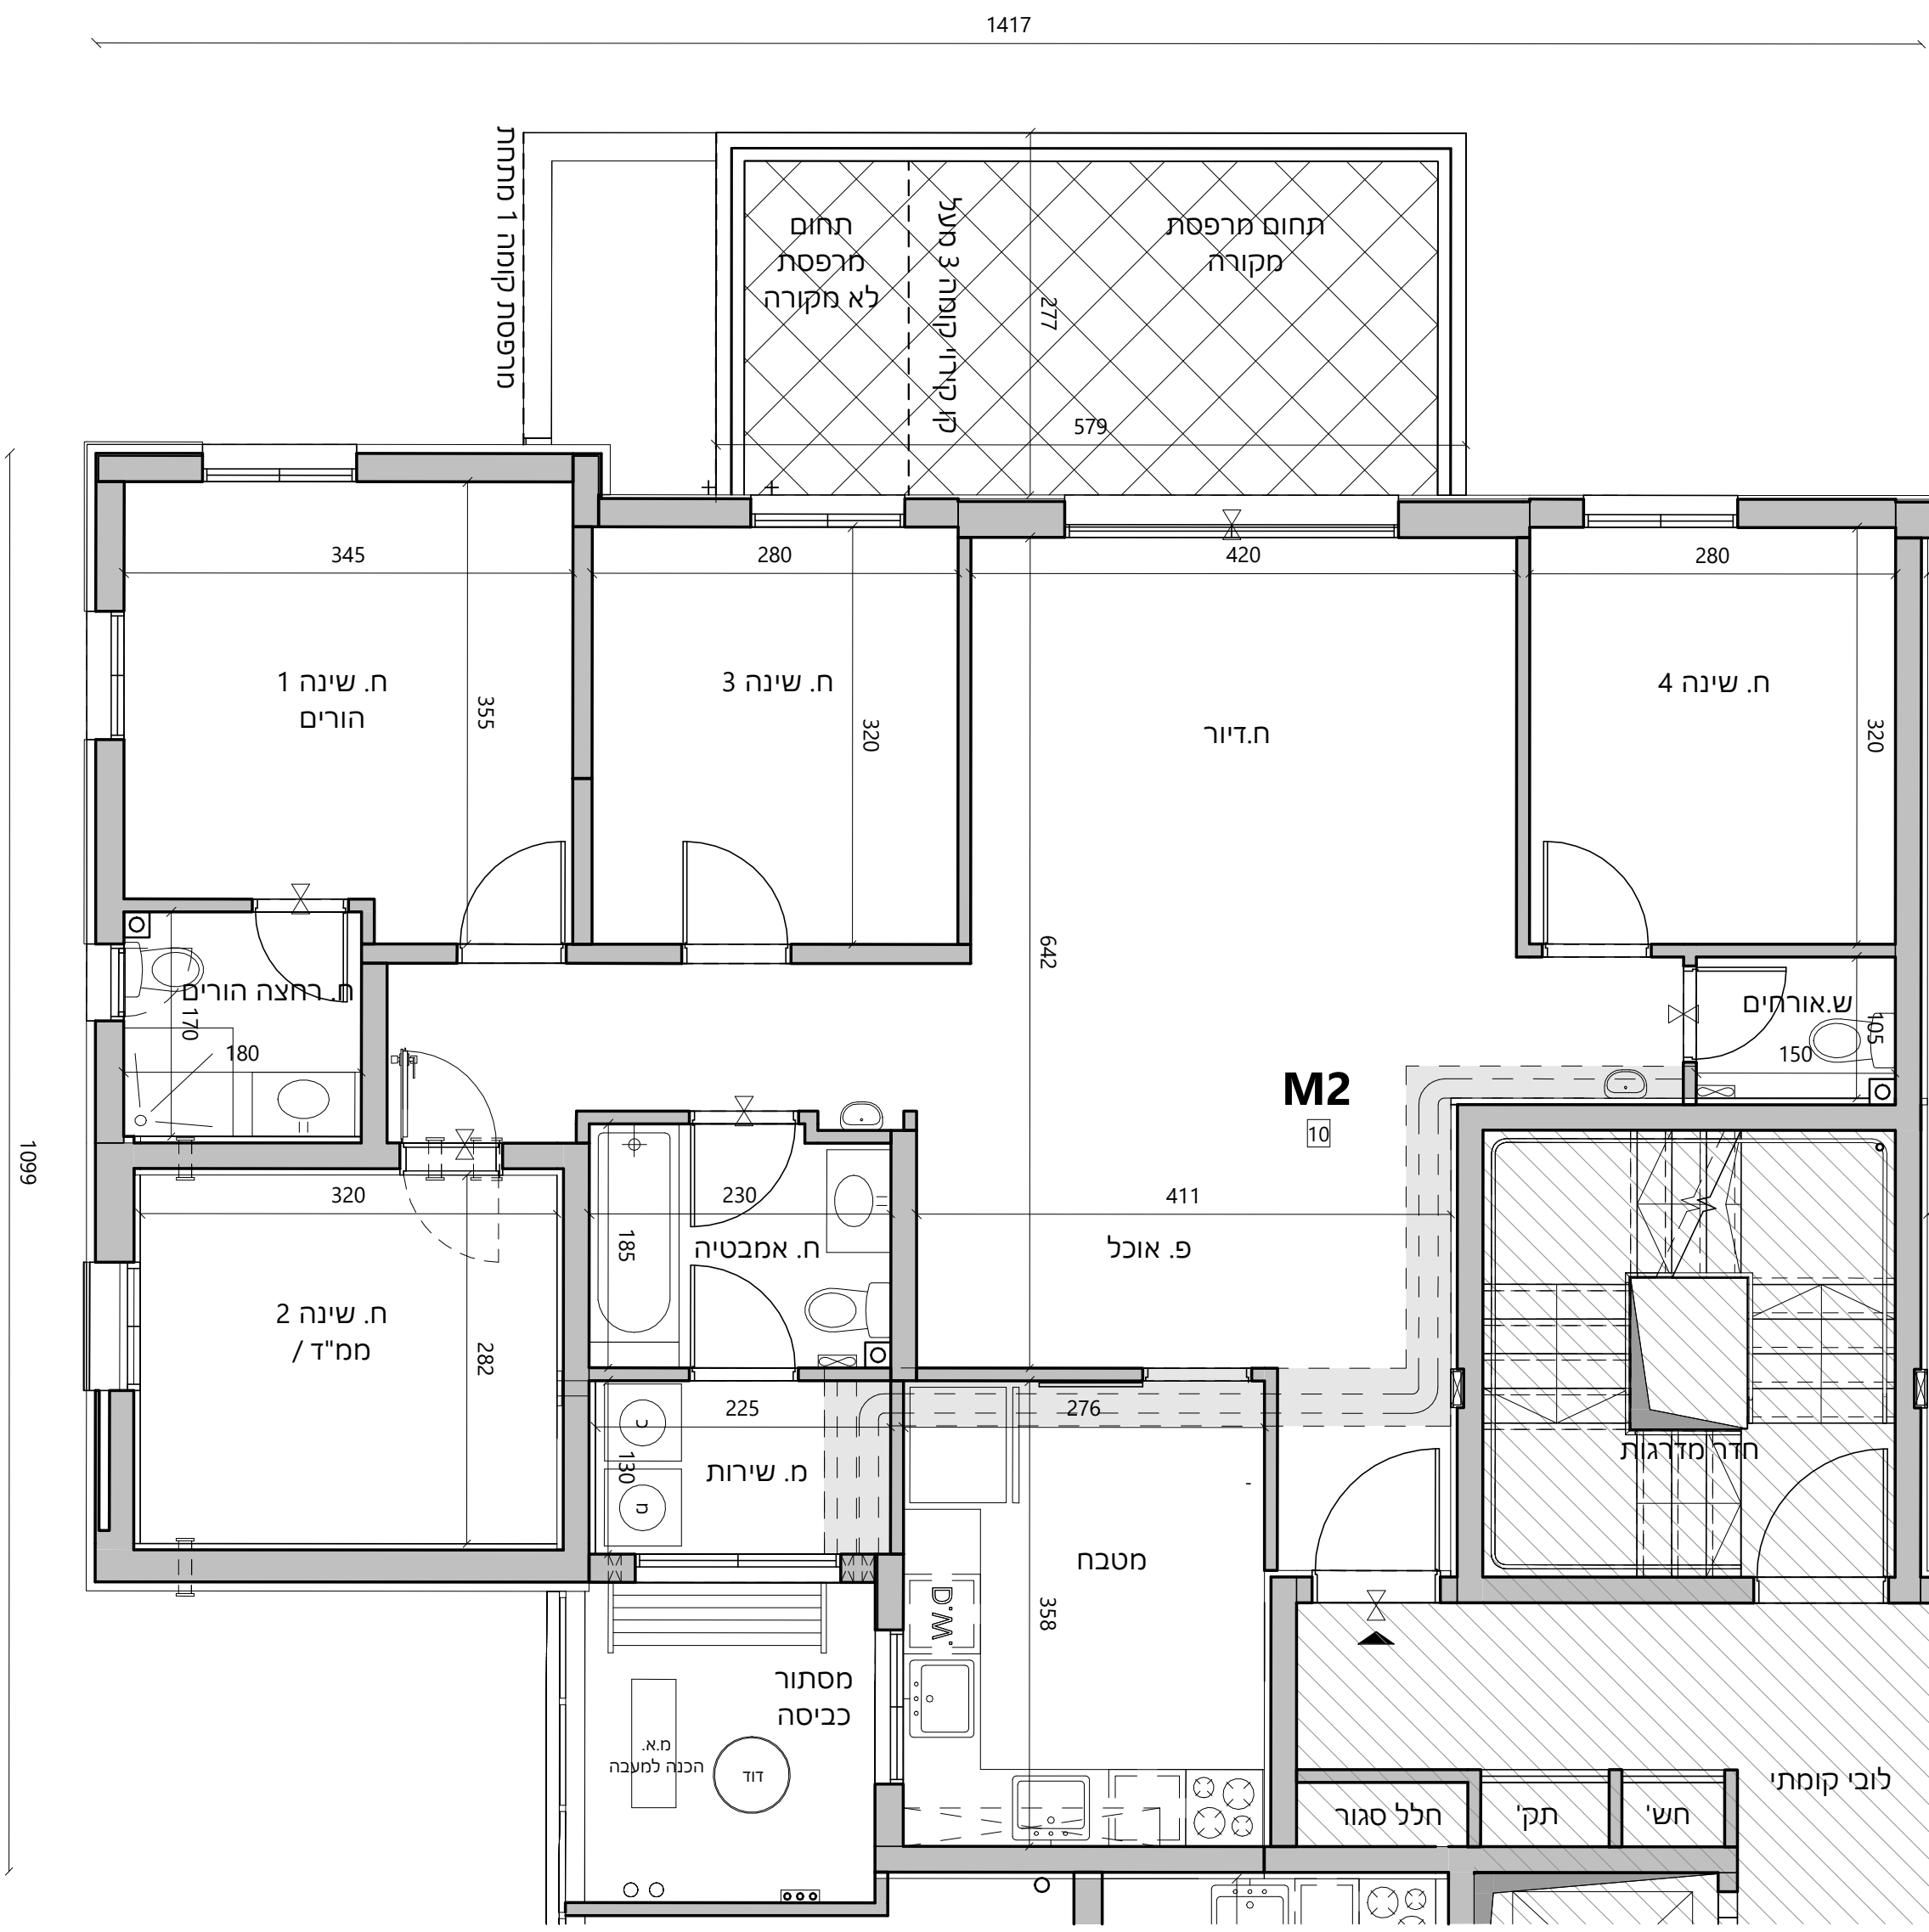 1417
מרפסת קומה 1 מתחת
תחום
מרפסת
לא מקורה
קו קירוי קומה 3 מעל
תחום מרפסת
מקורה
277
579
345
280
420
280
ח. שינה 1
הורים
355
ח. שינה 3
320
ח.דיור
ח. שינה 4
320
642
ח. רחצה הורים
170
180
ש.אורחים
105
150
M2
10
1099
320
230
411
185
ח. אמבטיה
פ. אוכל
ח. שינה 2
ממ"ד /
282
225
276
כ
130
מ. שירות
מ
חדר מדרגות
מטבח
D.W.
358
מסתור
כביסה
מ.א.
הכנה למעבה
דוד
לובי קומתי
חלל סגור
תק'
חש'